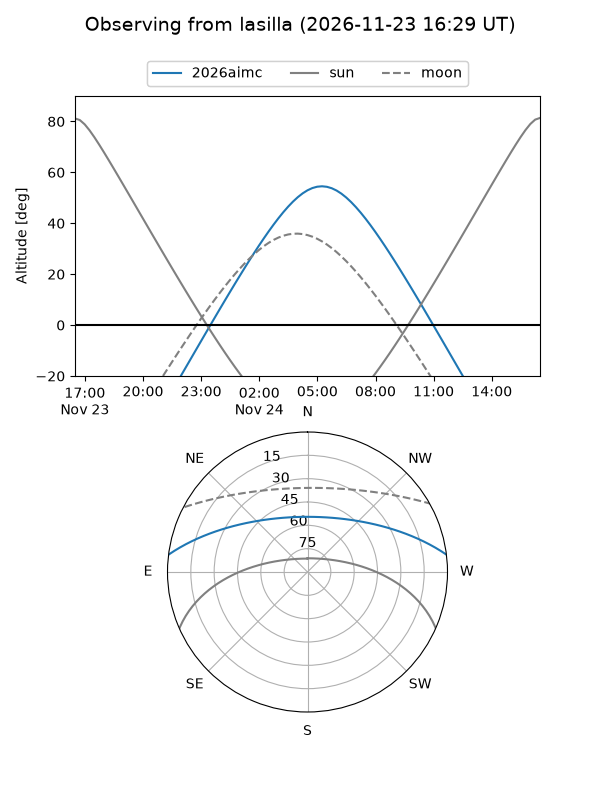 Observing from lasilla (2026-11-23 16:29 UT)
2026aimc sun moon
Altitude [deg]
80
60
40
20
0
−20
17:00 20:00 23:00 02:00 05:00 08:00 11:00 14:00
Nov 23 Nov 24
N
NE NW
15
30
45
60
75
E W
SE SW
S